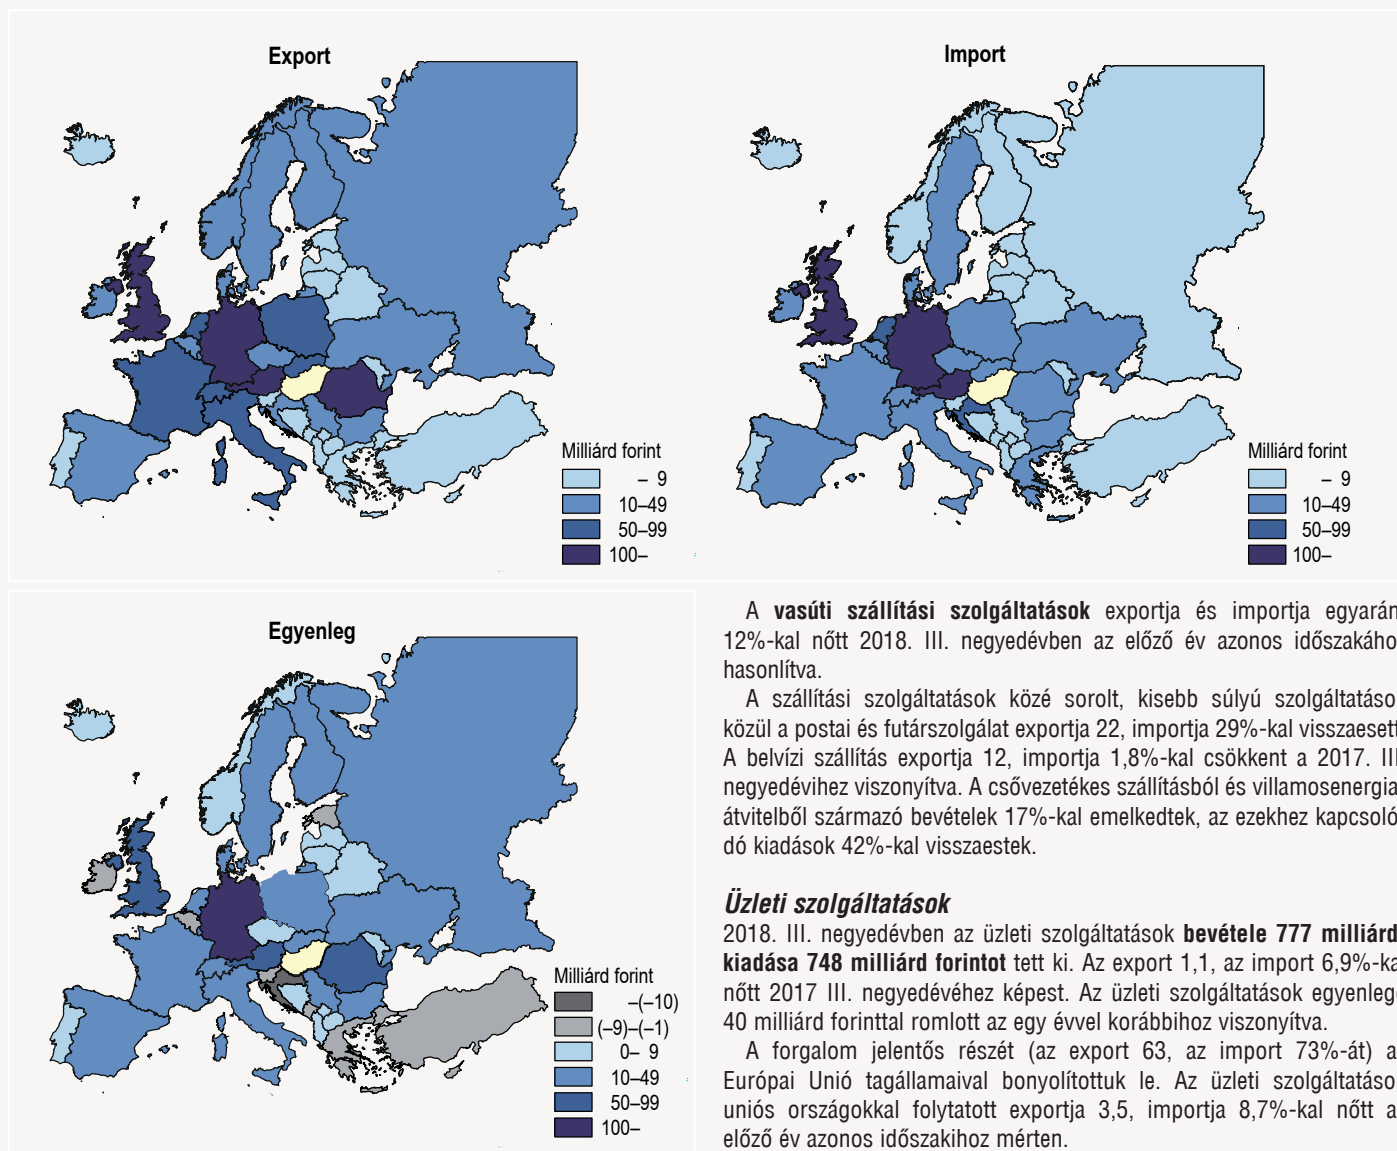 Export
Milliárd forint
– 9
10–49
50–99
100–
Import
Milliárd forint
– 9
10–49
50–99
100–
Egyenleg
Milliárd forint
–(–10)
(–9)–(–1)
0– 9
10–49
50–99
100–
A vasúti szállítási szolgáltatások exportja és importja egyarán
12%-kal nőtt 2018. III. negyedévben az előző év azonos időszakáho
hasonlítva.
A szállítási szolgáltatások közé sorolt, kisebb súlyú szolgáltatáso
közül a postai és futárszolgálat exportja 22, importja 29%-kal visszaesett
A belvízi szállítás exportja 12, importja 1,8%-kal csökkent a 2017. III
negyedévihez viszonyítva. A csővezetékes szállításból és villamosenergia
átvitelből származó bevételek 17%-kal emelkedtek, az ezekhez kapcsoló
dó kiadások 42%-kal visszaestek.
Üzleti szolgáltatások
2018. III. negyedévben az üzleti szolgáltatások bevétele 777 milliárd
kiadása 748 milliárd forintot tett ki. Az export 1,1, az import 6,9%-ka
nőtt 2017 III. negyedévéhez képest. Az üzleti szolgáltatások egyenleg
40 milliárd forinttal romlott az egy évvel korábbihoz viszonyítva.
A forgalom jelentős részét (az export 63, az import 73%-át) a
Európai Unió tagállamaival bonyolítottuk le. Az üzleti szolgáltatáso
uniós országokkal folytatott exportja 3,5, importja 8,7%-kal nőtt a
előző év azonos időszakihoz mérten.